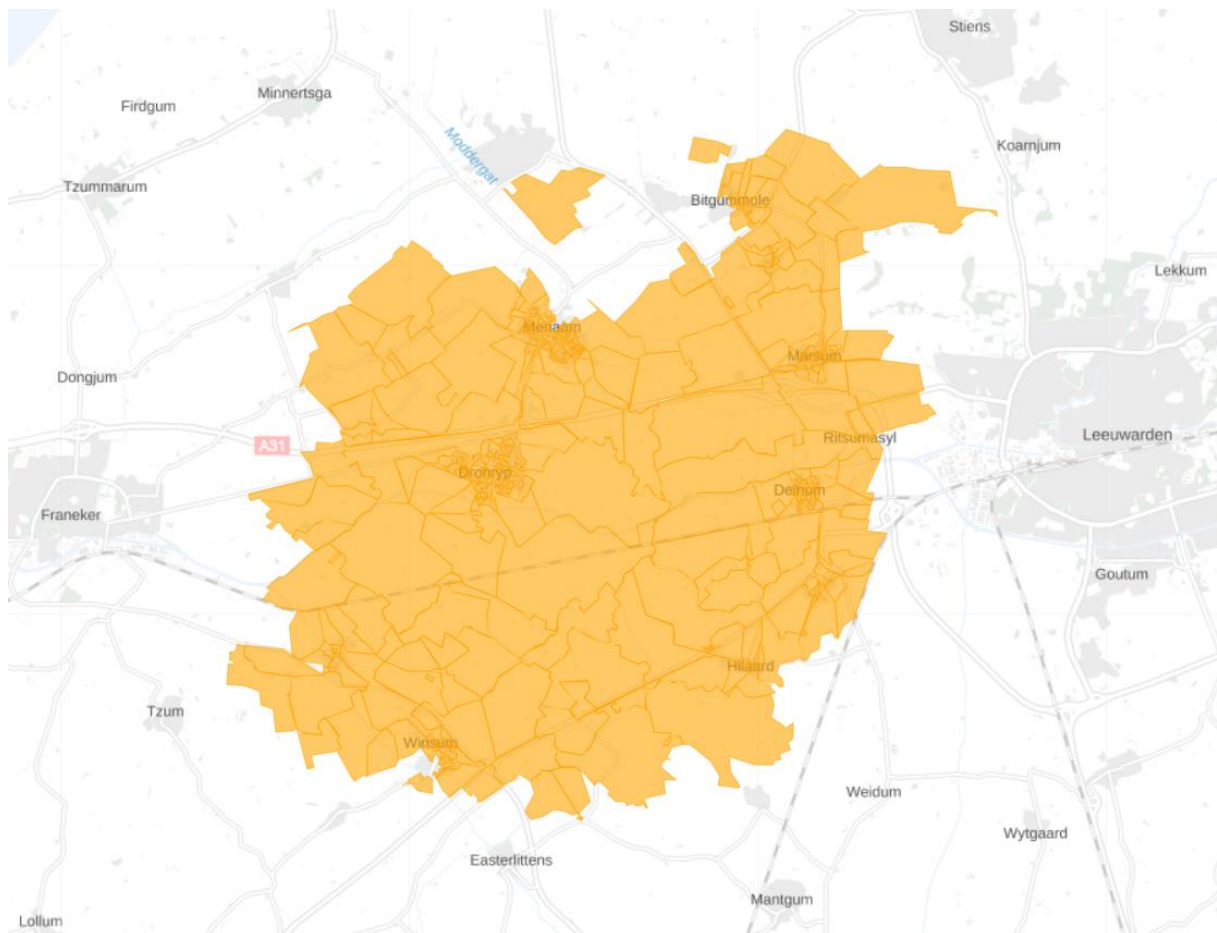 Stiens
Minnertsga
Firdgum
Moddergat
Koarnjum
Tzummarum
Bitgummole
Lekkum
Menaam
Marsum
Dongjum
A31
Ritsumasyl
Leeuwarden
Dronryp
Deinum
Franeker
Goutum
Hilaard
Tzum
Winsum
Weidum
Wytgaard
Easterlittens
Mantgum
Lollum